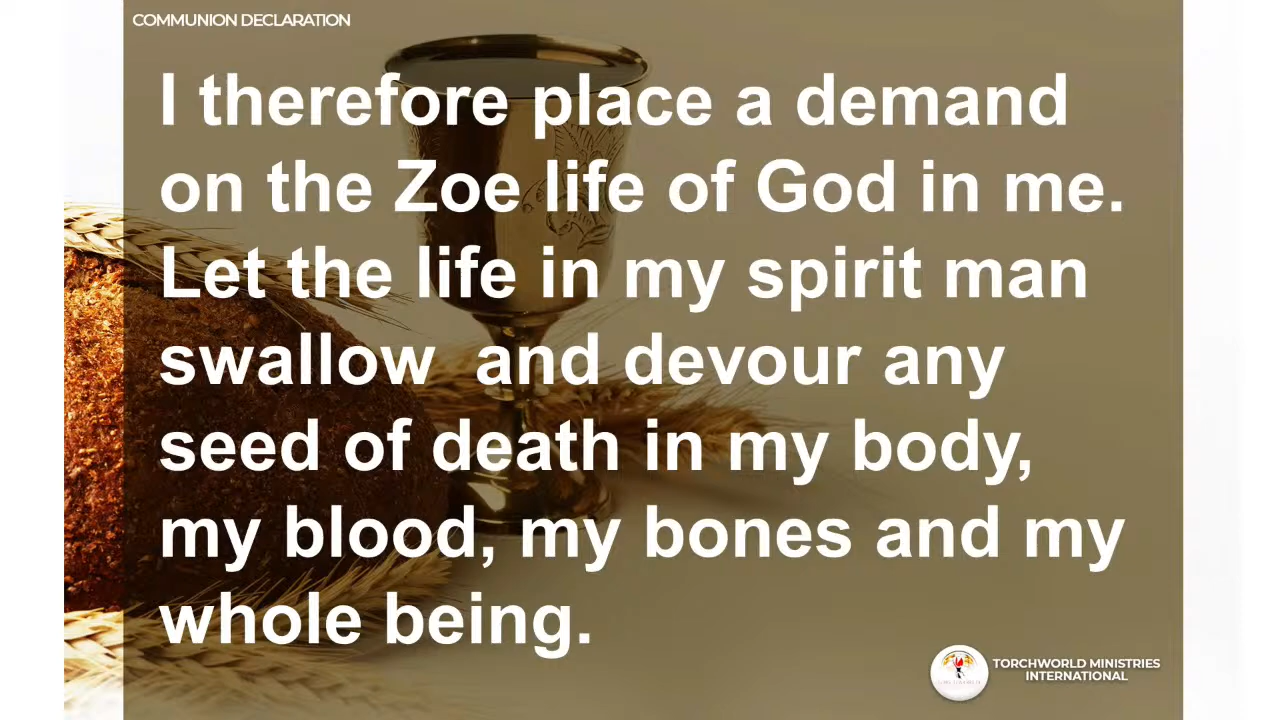 COMMUNION DECLARATION
I therefore place a demand
on the Zoe life of God in me.
Let the life in my spirit man
swallow  and devour any
seed of death in my body,
my blood, my bones and my
whole being.
TORCHWORLD MINISTRIES
INTERNATIONAL